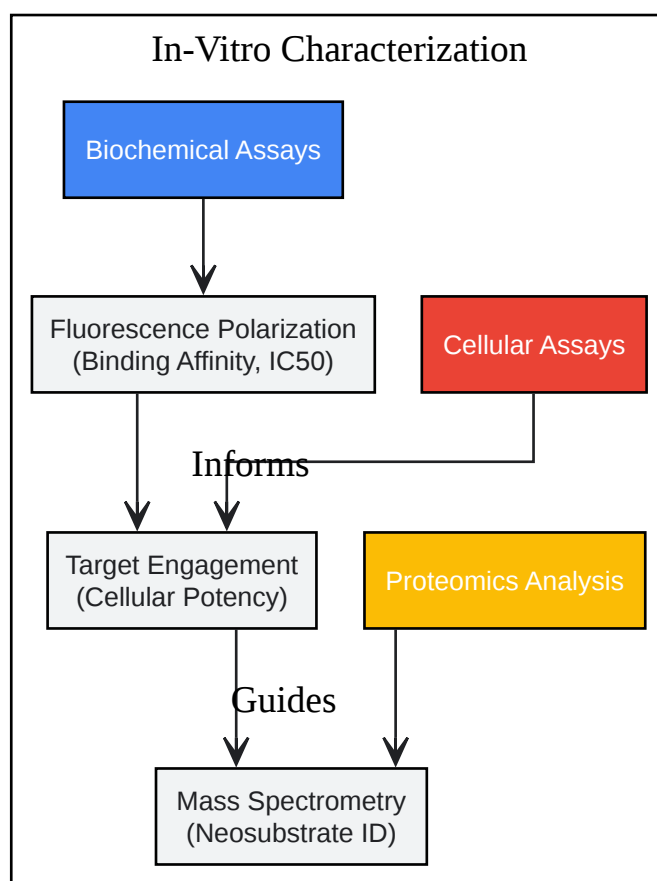 In-Vitro Characterization
Biochemical Assays
Fluorescence Polarization
(Binding Affinity, IC50)
Cellular Assays
Informs
Target Engagement
(Cellular Potency)
Proteomics Analysis
Guides
Mass Spectrometry
(Neosubstrate ID)